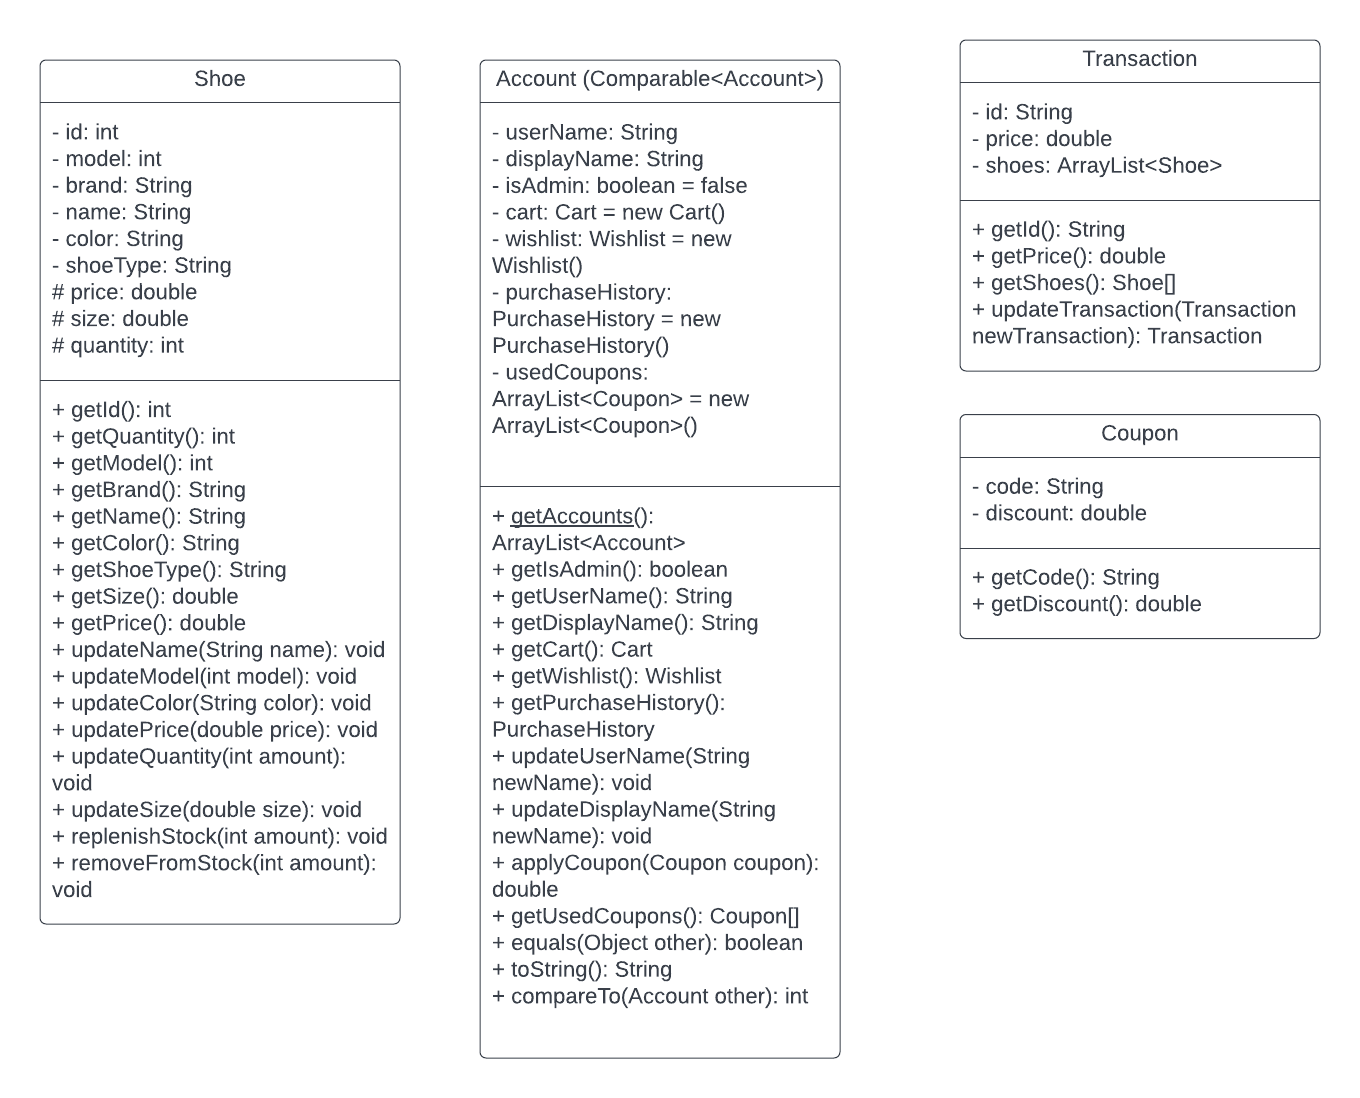 Shoe
- id: int
- model: int
- brand: String
- name: String
- color: String
- shoeType: String
# price: double
# size: double
# quantity: int
+ getId(): int
+ getQuantity(): int
+ getModel(): int
+ getBrand(): String
+ getName(): String
+ getColor(): String
+ getShoeType(): String
+ getSize(): double
+ getPrice(): double
+ updateName(String name): void
+ updateModel(int model): void
+ updateColor(String color): void
+ updatePrice(double price): void
+ updateQuantity(int amount):
void
+ updateSize(double size): void
+ replenishStock(int amount): void
+ removeFromStock(int amount):
void
Account (Comparable<Account>)
- userName: String
- displayName: String
- isAdmin: boolean = false
- cart: Cart = new Cart()
- wishlist: Wishlist = new
Wishlist()
- purchaseHistory:
PurchaseHistory = new
PurchaseHistory()
- usedCoupons:
ArrayList<Coupon> = new
ArrayList<Coupon>()
+ getAccounts():
ArrayList<Account>
+ getIsAdmin(): boolean
+ getUserName(): String
+ getDisplayName(): String
+ getCart(): Cart
+ getWishlist(): Wishlist
+ getPurchaseHistory():
PurchaseHistory
+ updateUserName(String
newName): void
+ updateDisplayName(String
newName): void
+ applyCoupon(Coupon coupon):
double
+ getUsedCoupons(): Coupon[]
+ equals(Object other): boolean
+ toString(): String
+ compareTo(Account other): int
Transaction
- id: String
- price: double
- shoes: ArrayList<Shoe>
+ getId(): String
+ getPrice(): double
+ getShoes(): Shoe[]
+ updateTransaction(Transaction
newTransaction): Transaction
Coupon
- code: String
- discount: double
+ getCode(): String
+ getDiscount(): double